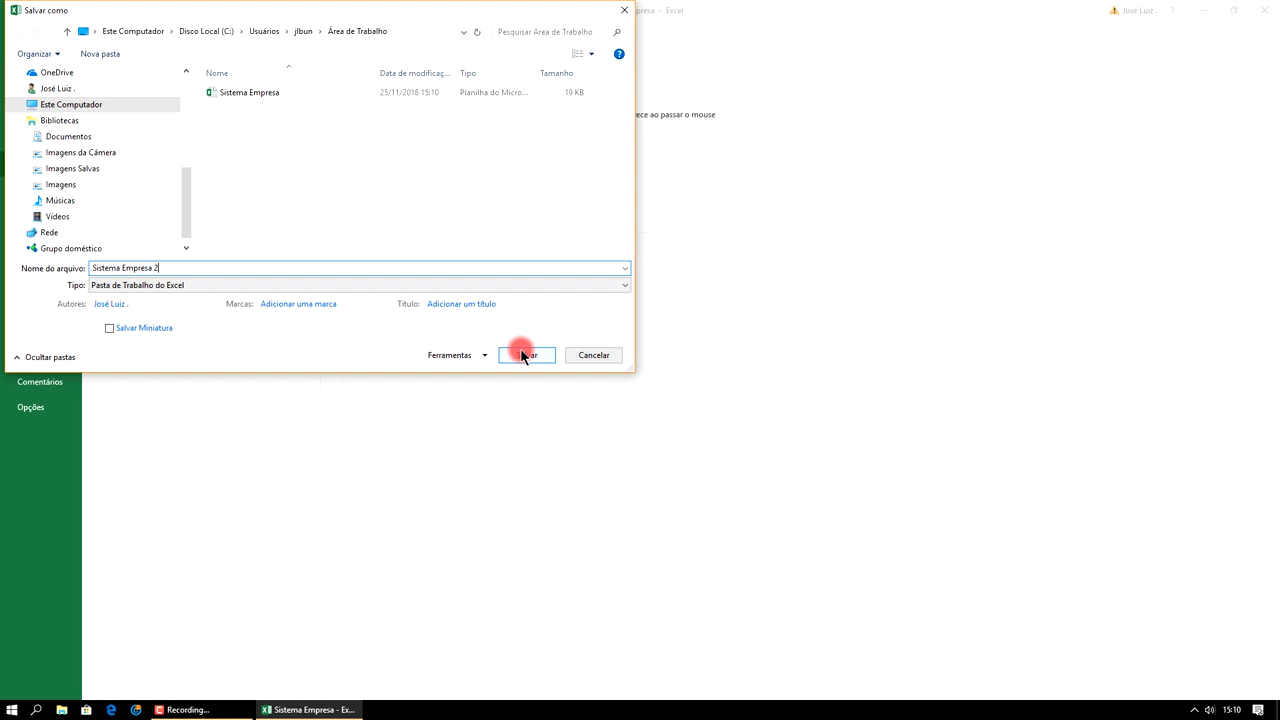 Salvar como
presa - Excel
José Luiz .
?
Este Computador > Disco Local (C:) > Usuários > jlbun > Área de Trabalho
Pesquisar Área de Trabalho
Organizar
Nova pasta
?
OneDrive
José Luiz .
Este Computador
Bibliotecas
Documentos
Imagens da Câmera
Imagens Salvas
Imagens
Músicas
Vídeos
Rede
Grupo doméstico
Nome
Data de modificaç...
Tipo
Tamanho
Sistema Empresa
25/11/2018 15:10
Planilha do Micro...
19 KB
ece ao passar o mouse
Nome do arquivo: Sistema Empresa 2
Tipo: Pasta de Trabalho do Excel
Autores: José Luiz .
Marcas: Adicionar uma marca
Título: Adicionar um título
Salvar Miniatura
Ocultar pastas
Ferramentas
Cancelar
Comentários
Opções
Recording...
Sistema Empresa - Ex...
15:10